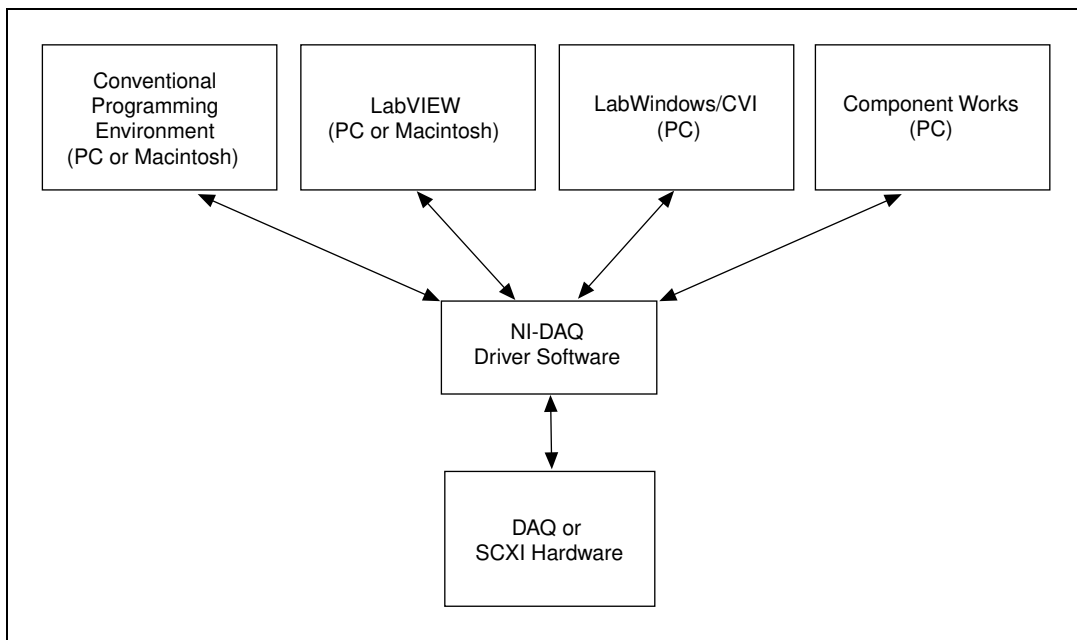 Conventional
Programming
Environment
(PC or Macintosh)
LabVIEW
(PC or Macintosh)
LabWindows/CVI
(PC)
Component Works
(PC)
NI-DAQ
Driver Software
DAQ or
SCXI Hardware